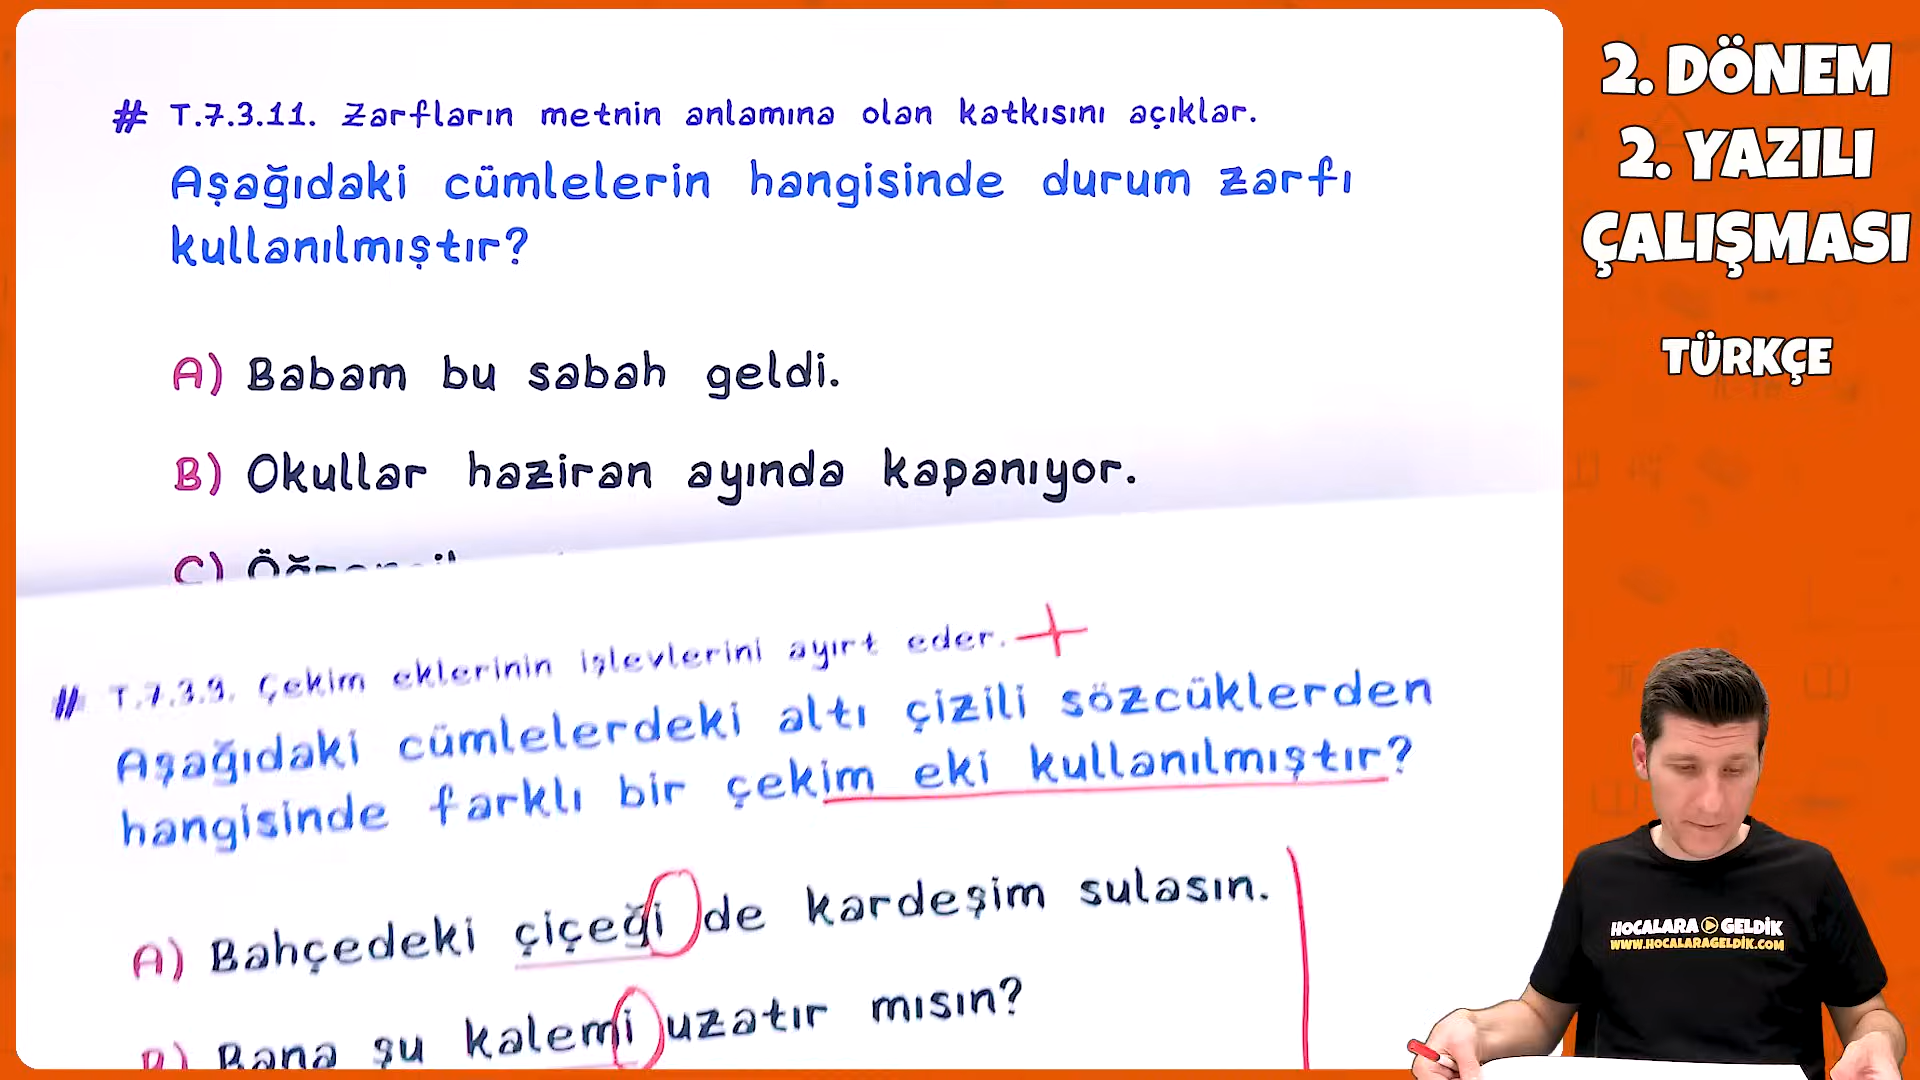 # T.7.3.11. Zarfların metnin anlamına olan katkısını açıklar.
Aşağıdaki cümlelerin hangisinde durum zarfı
kullanılmıştır?
A) Babam bu sabah geldi.
B) Okullar haziran ayında kapanıyor.
C)
# T.7.3.9. Çekim eklerinin işlevlerini ayırt eder. +
Aşağıdaki cümlelerdeki altı çizili sözcüklerden
hangisinde farklı bir çekim eki kullanılmıştır?
A) Bahçedeki çiçeği de kardeşim sulasın.
B) Bana şu kalemi uzatır mısın?
2. DÖNEM
2. YAZILI
ÇALIŞMASI
TÜRKÇE
HOCALARA GELDİK
WWW.HOCALARAGELDİK.COM